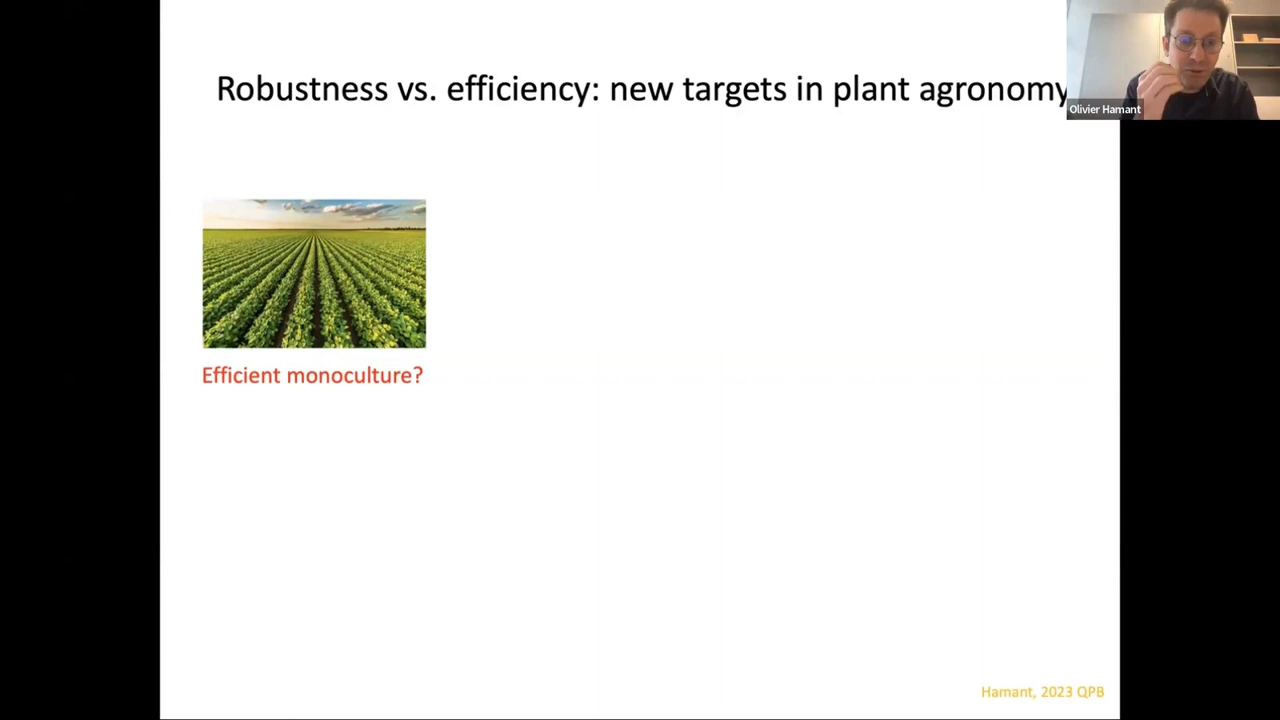 Robustness vs. efficiency: new targets in plant agronomy
Olivier Hamant
Efficient monoculture?
Hamant, 2023 QPB